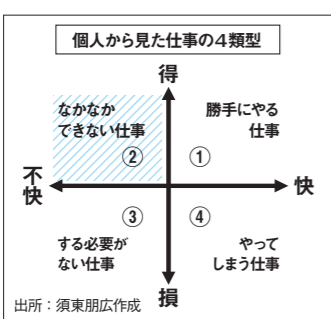 個人から見た仕事の4類型
得
なかなか
できない仕事
②
勝手にやる
仕事
①
不快
快
③
する必要が
ない仕事
④
やって
しまう仕事
損
出所：須東朋広作成